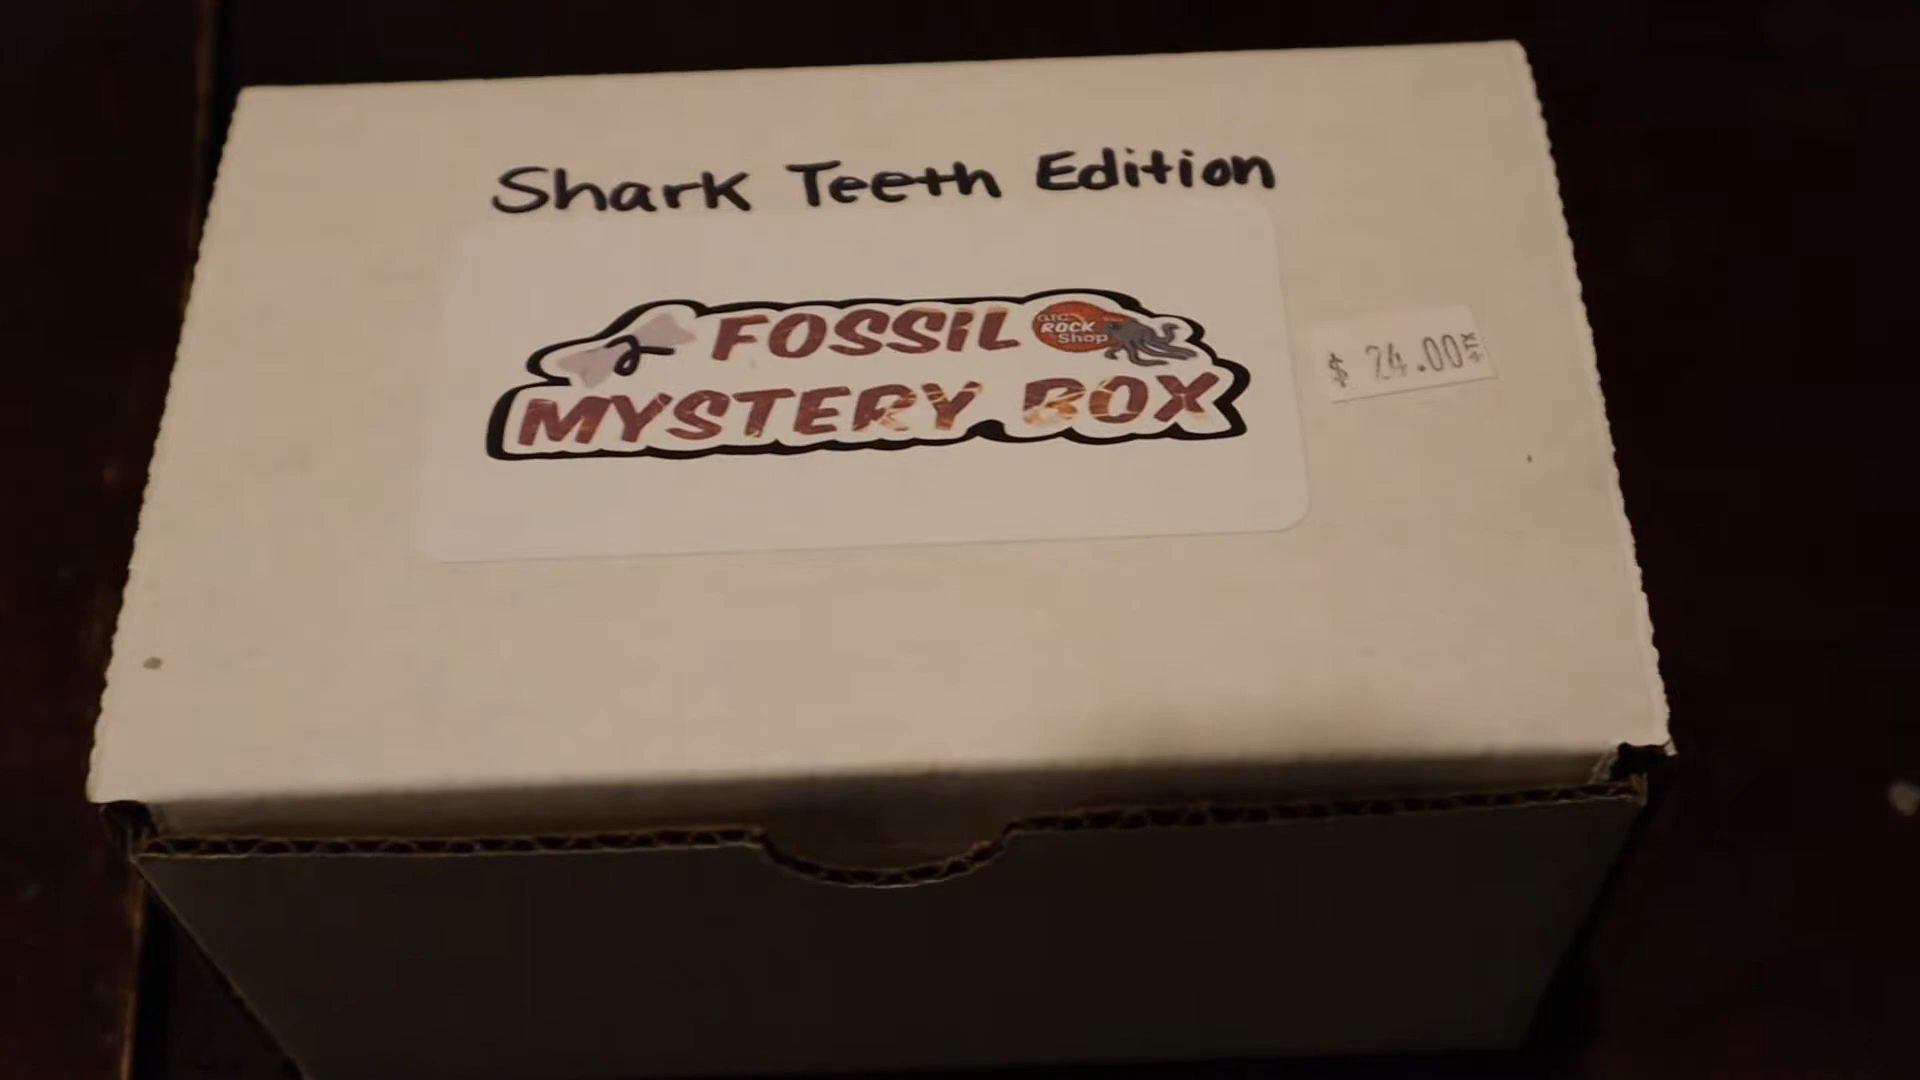 Shark Teeth Edition
FOSSIL
ROCK
Shop
MYSTERY BOX
$ 24.00